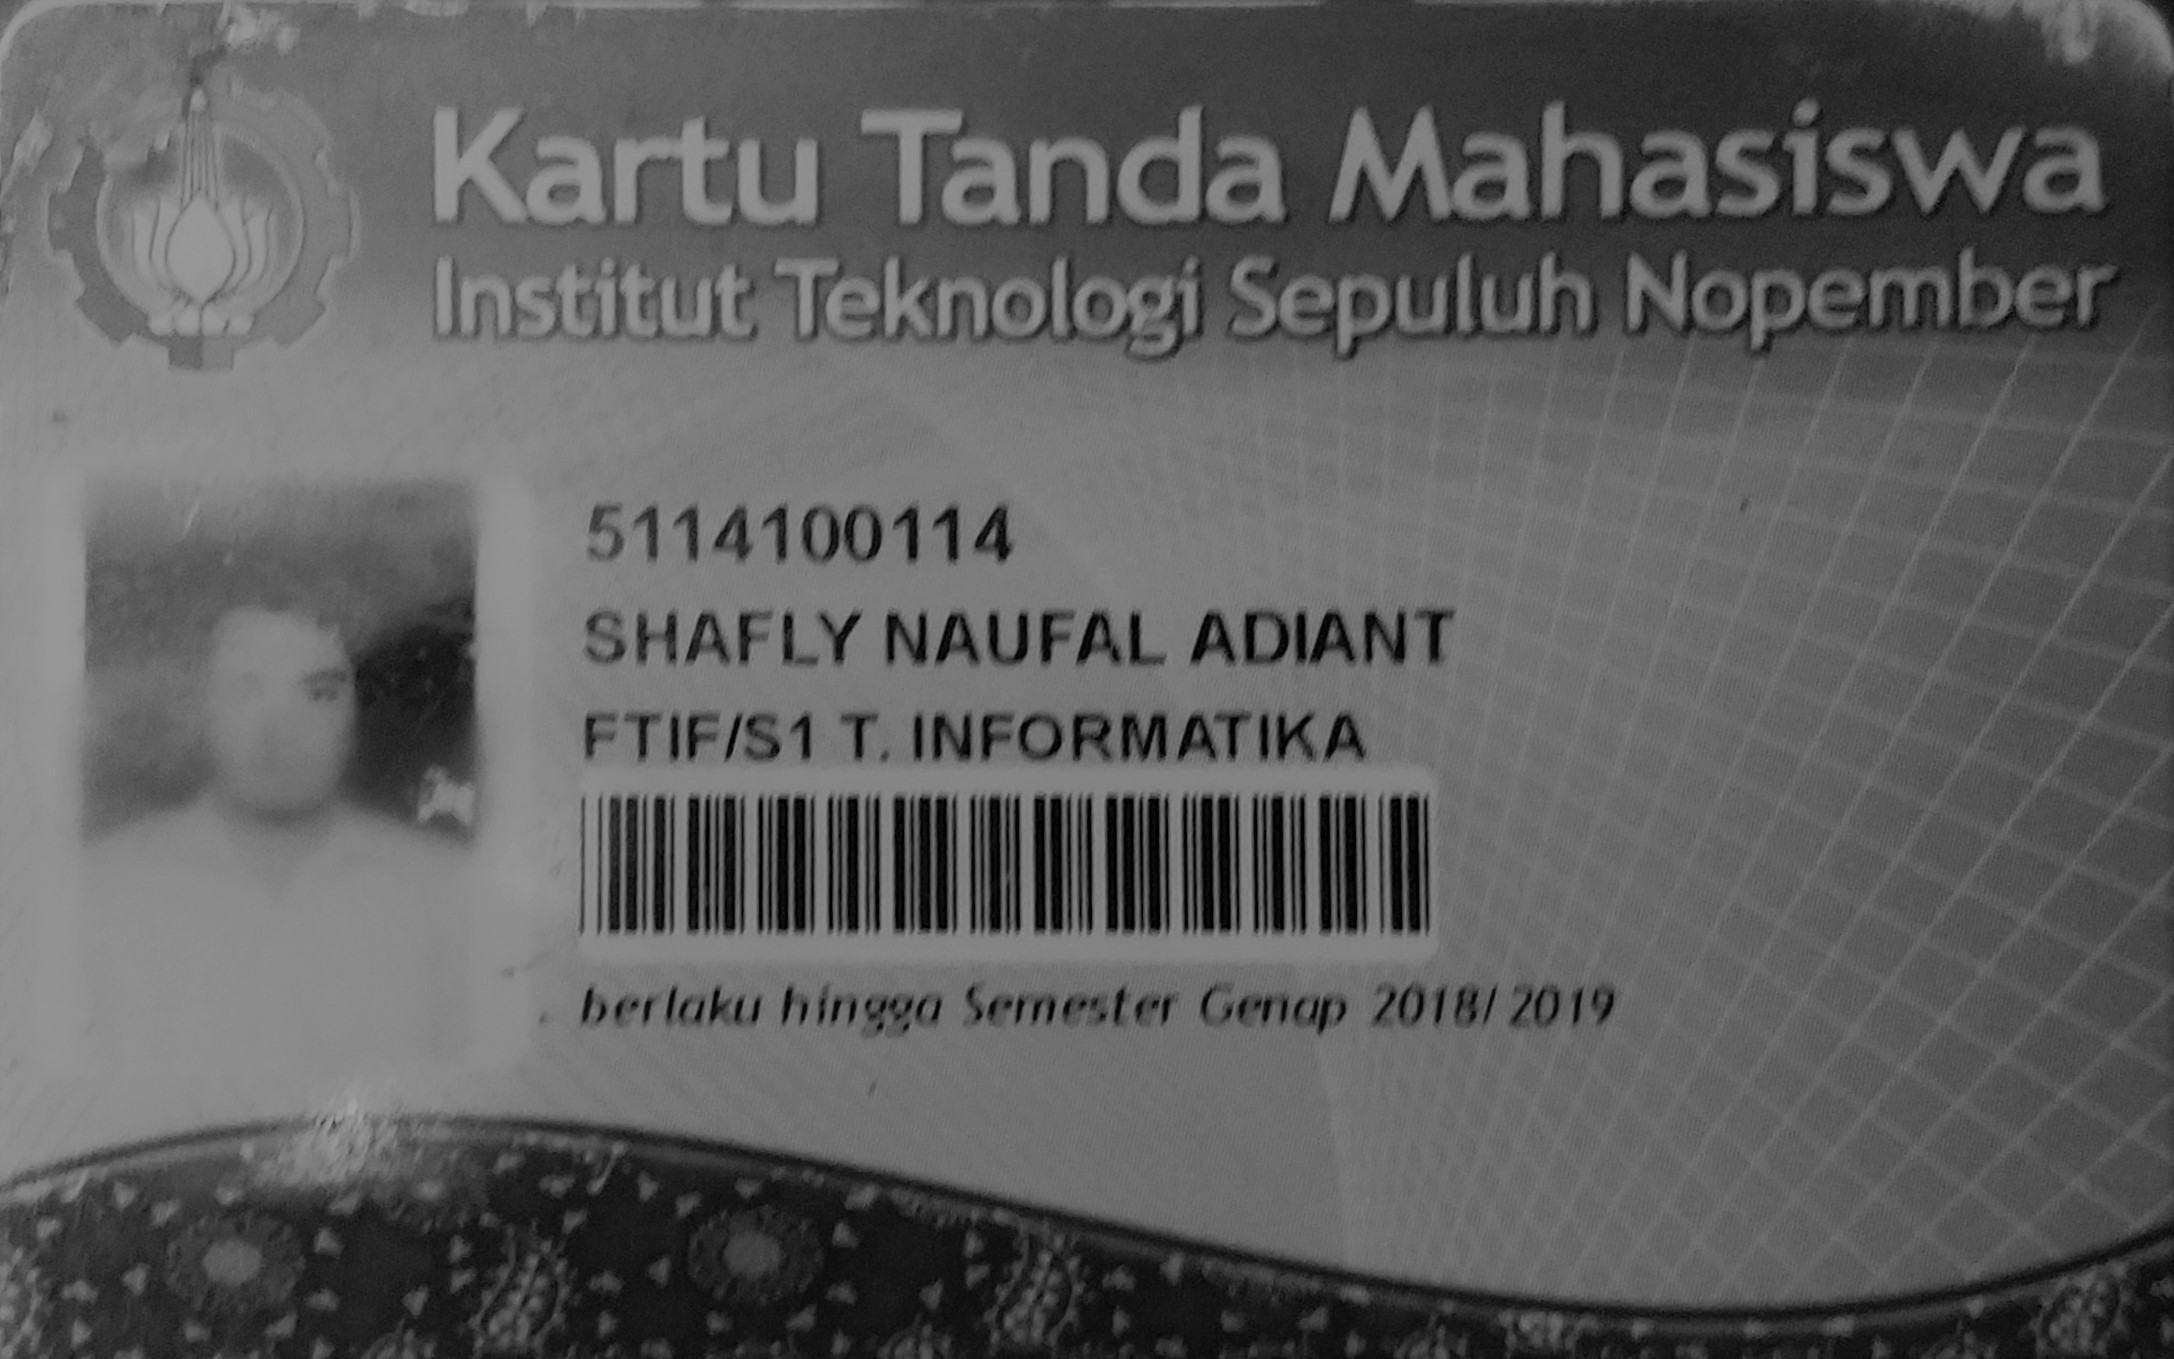 Kartu Tanda Mahasiswa
Institut Teknologi Sepuluh Nopember
5114100114
SHAFLY NAUFAL ADIANT
FTIF/S1 T. INFORMATIKA
berlaku hingga Semester Genap 2018/2019